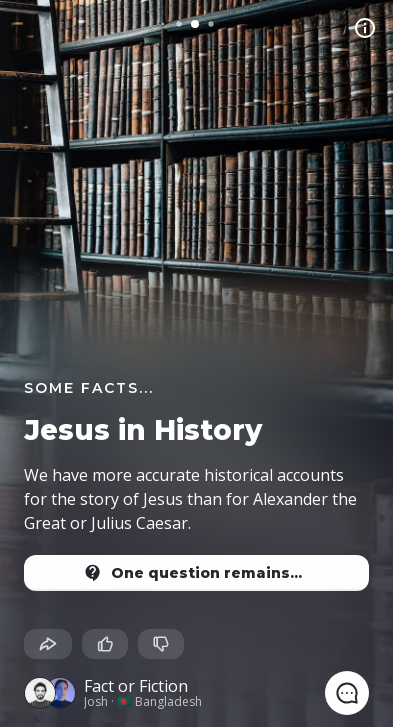 SOME FACTS...
Jesus in History
We have more accurate historical accounts
for the story of Jesus than for Alexander the
Great or Julius Caesar.
One question remains...
Fact or Fiction
Josh · Bangladesh